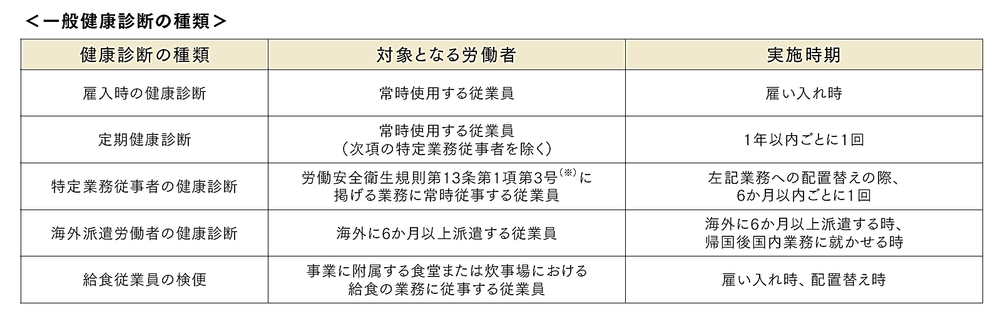 ＜一般健康診断の種類＞
健康診断の種類
対象となる労働者
実施時期
雇入時の健康診断
常時使用する従業員
雇い入れ時
定期健康診断
常時使用する従業員
（次項の特定業務従事者を除く）
1年以内ごとに1回
特定業務従事者の健康診断
労働安全衛生規則第13条第1項第3号（※）に
掲げる業務に常時従事する従業員
左記業務への配置替えの際、
6か月以内ごとに1回
海外派遣労働者の健康診断
海外に6か月以上派遣する従業員
海外に6か月以上派遣する時、
帰国後国内業務に就かせる時
給食従業員の検便
事業に附属する食堂または炊事場における
給食の業務に従事する従業員
雇い入れ時、配置替え時